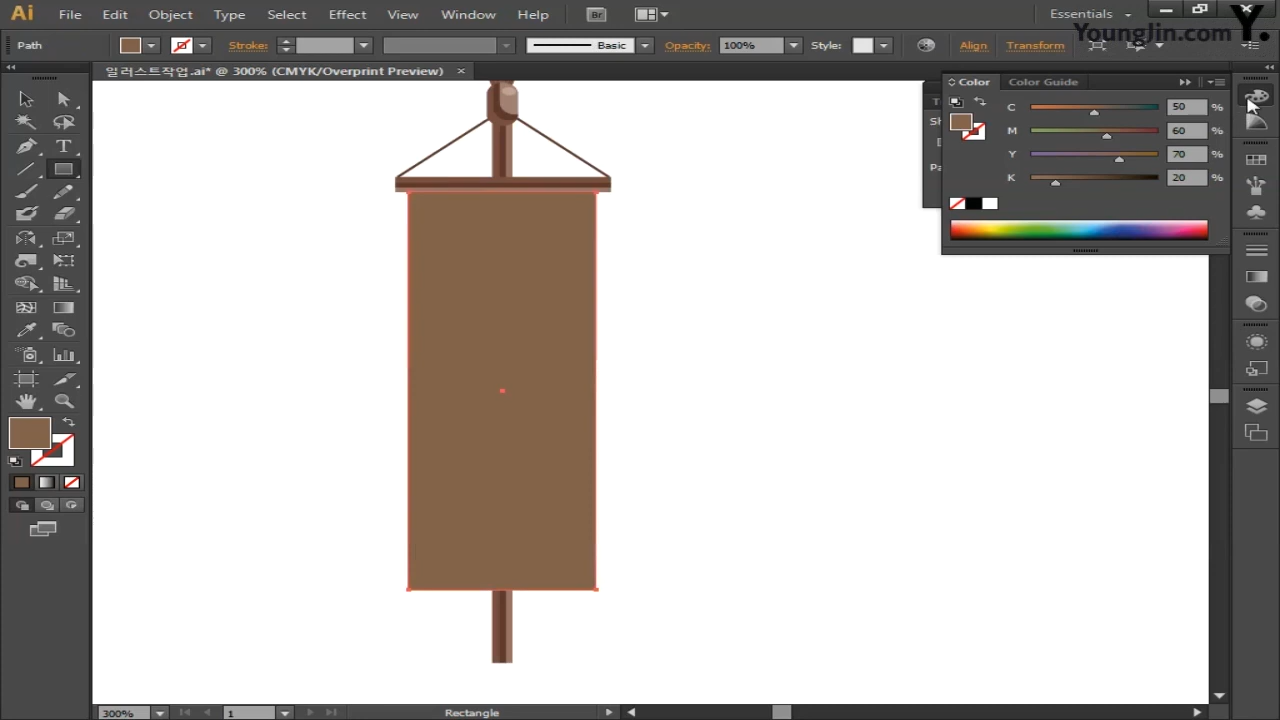 Ai File Edit Object Type Select Effect View Window Help Br Essentials
YoungJin.com Y.
Path Stroke: Basic Opacity: 100% Style: Align Transform
일러스트작업.ai* @ 300% (CMYK/Overprint Preview) ×
Color Color Guide
C 50 %
M 60 %
Y 70 %
K 20 %
300% 1 Rectangle